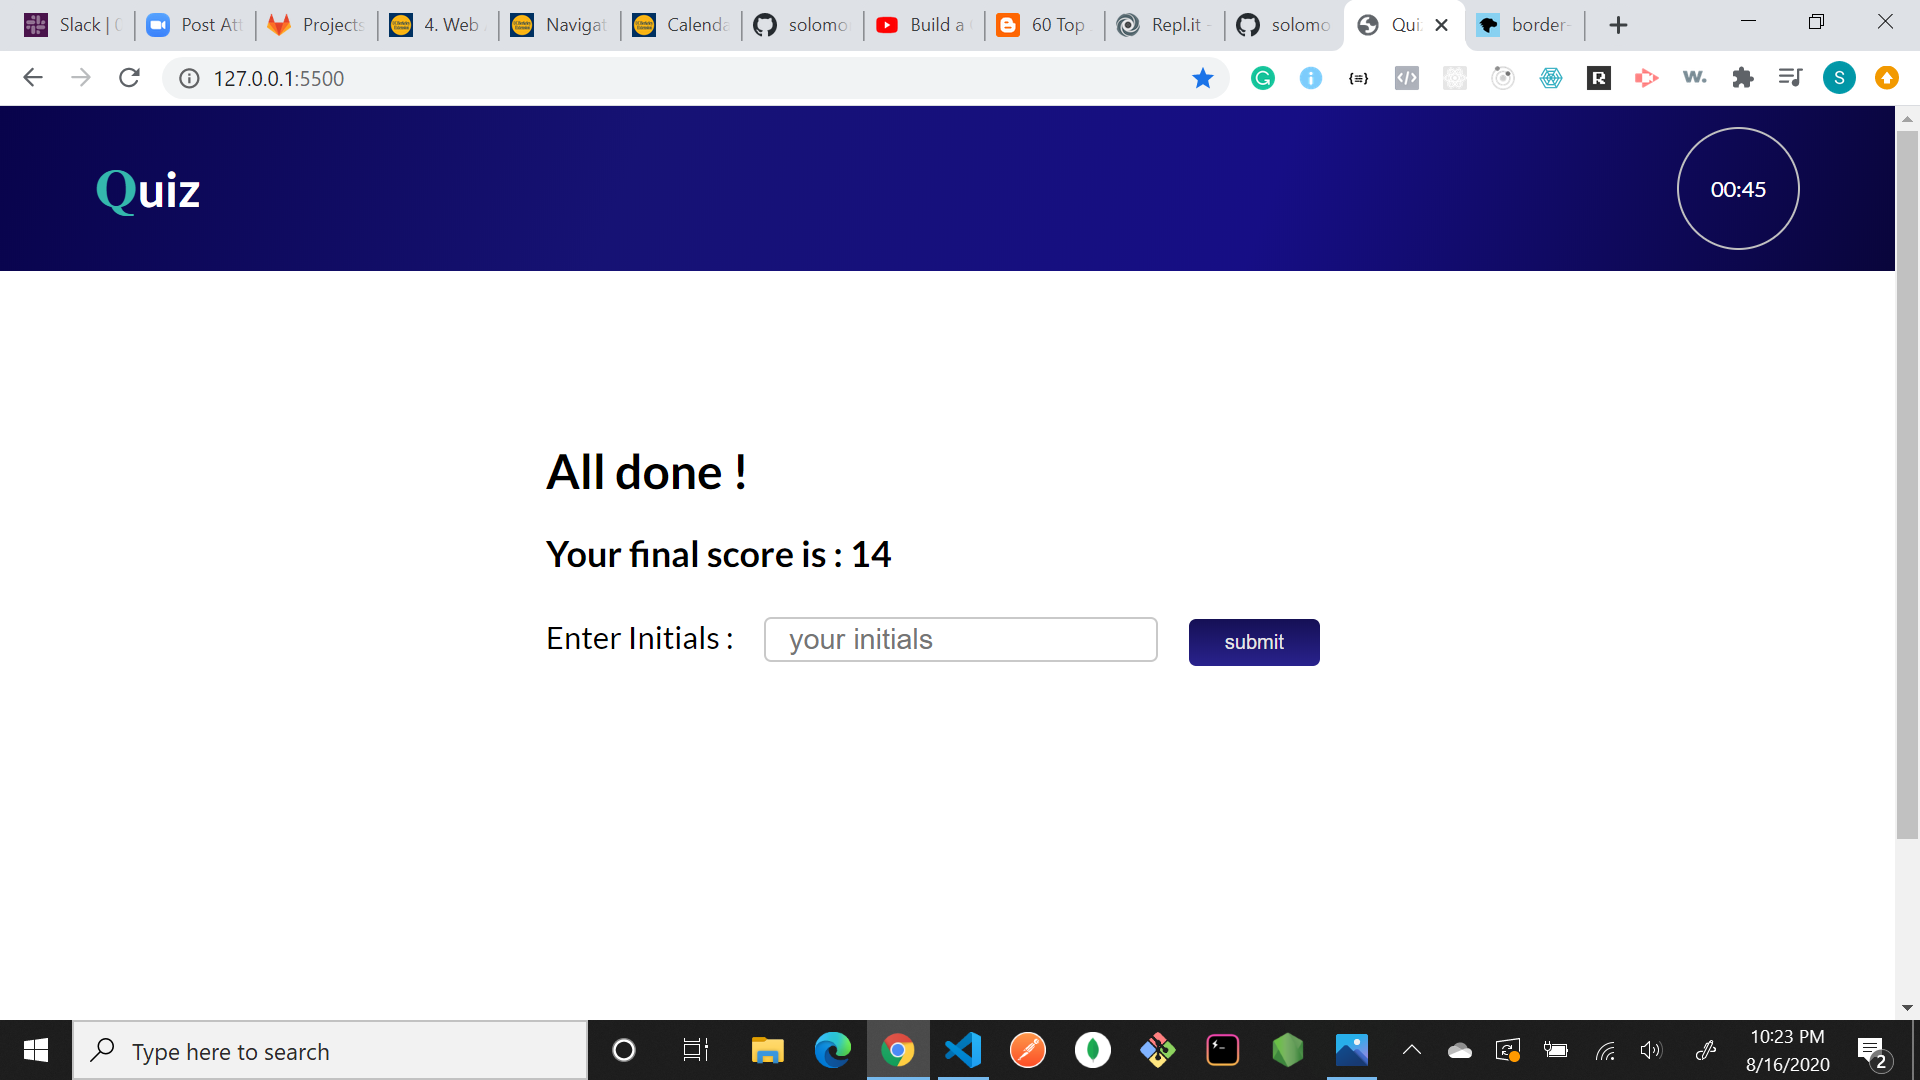 Slack | Post Att Projects 4. Web Navigat Calenda solomo Build a 60 Top Repl.it - solomo Qui border-
127.0.0.1:5500
S
Quiz
00:45
All done !
Your final score is : 14
Enter Initials : your initials submit
Type here to search
10:23 PM
8/16/2020
2